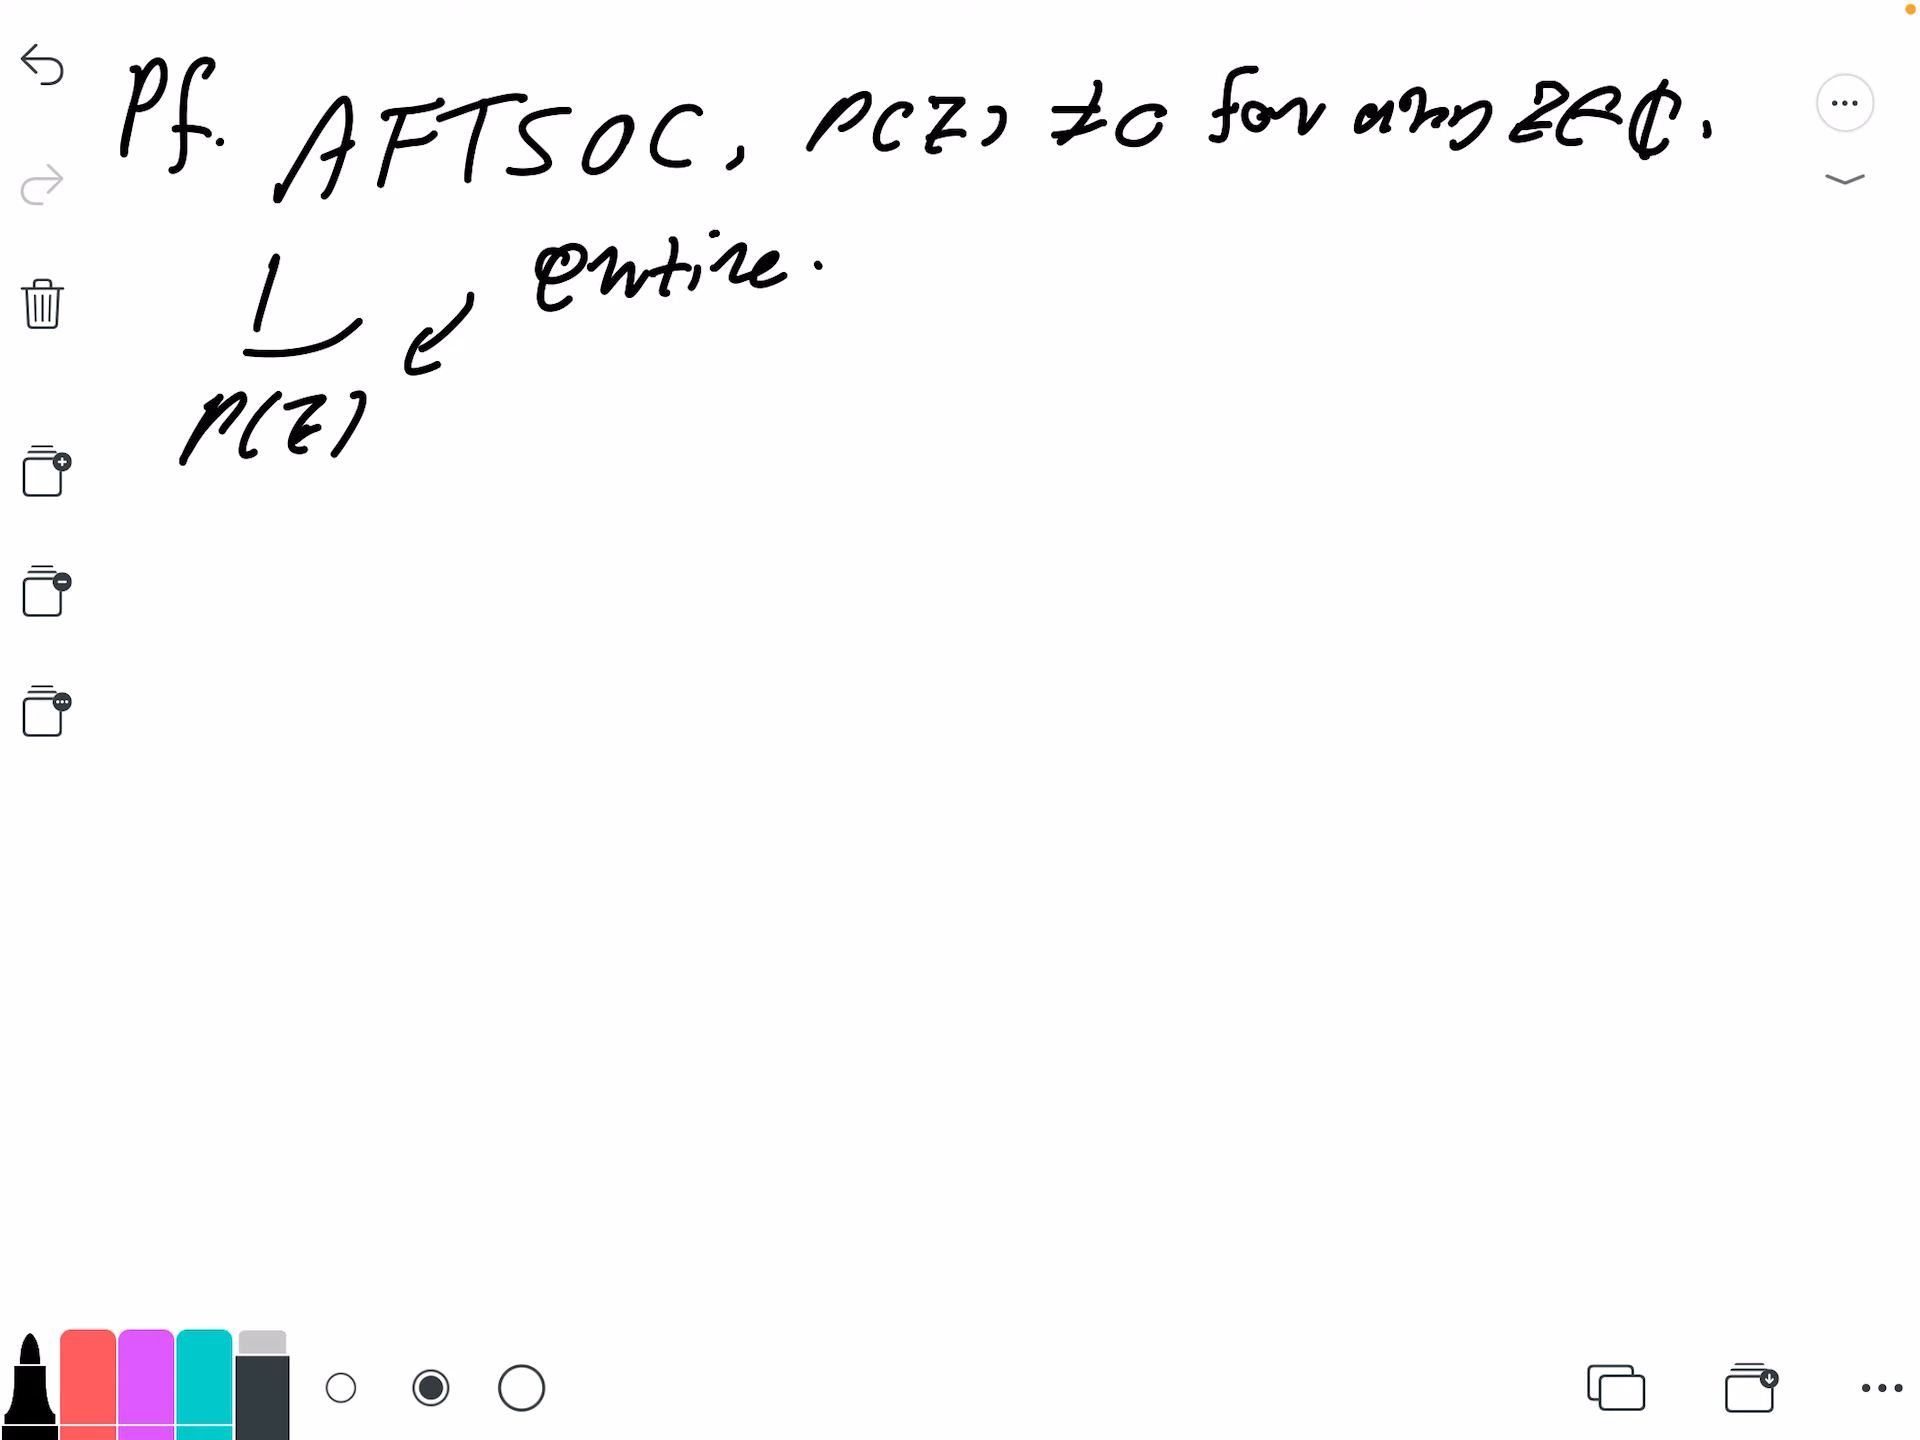 Pf. AFTSOC, P(Z) ≠0 for any Z∈ℂ.
1/P(Z) ↙ entire.